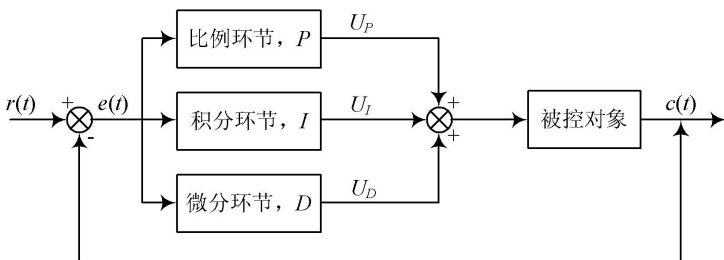 比例环节，P
U_P
r(t)
+
-
e(t)
积分环节，I
U_I
+
+
被控对象
c(t)
微分环节，D
U_D